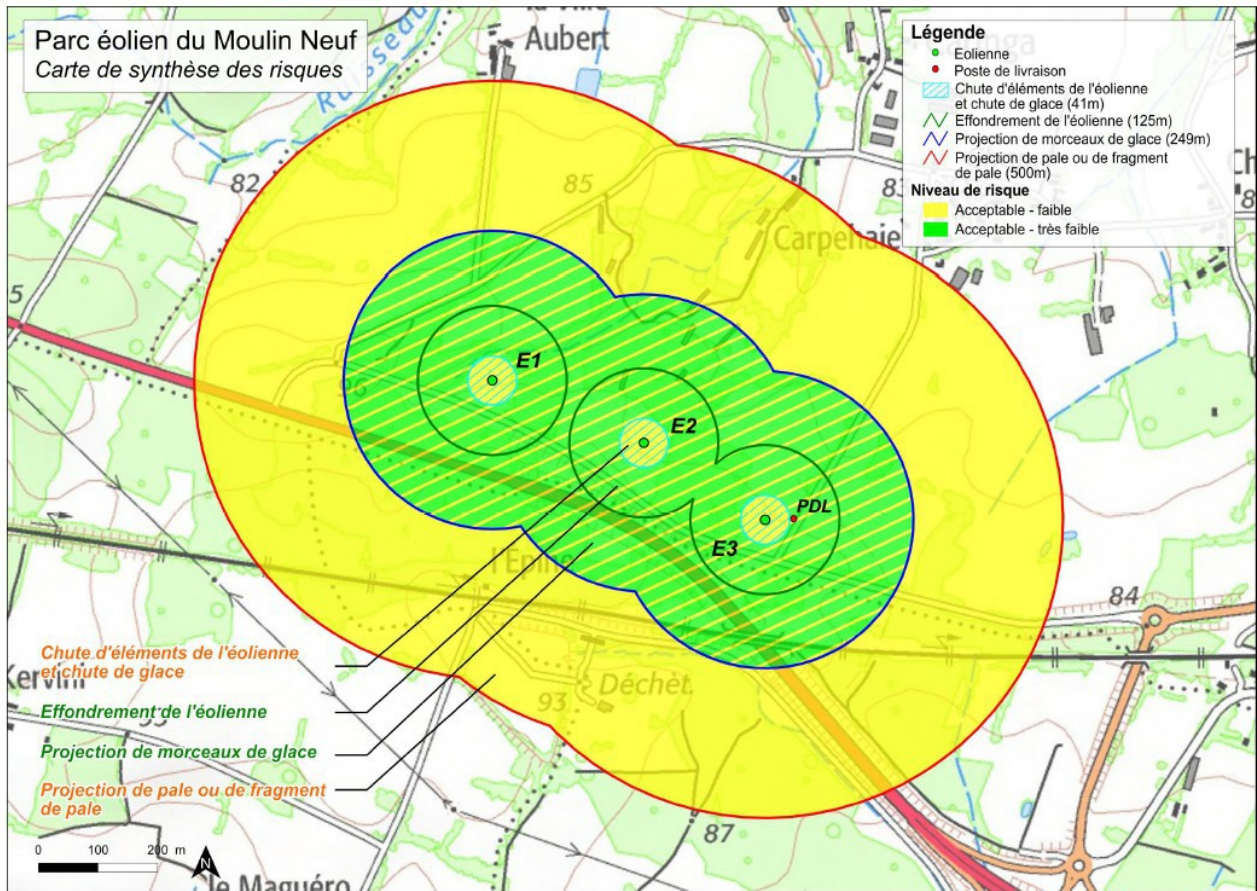 Parc éolien du Moulin Neuf
Carte de synthèse des risques
Aubert
Légende
Eolienne
Poste de livraison
Chute d'éléments de l'éolienne
et chute de glace (41m)
Effondrement de l'éolienne (125m)
Projection de morceaux de glace (249m)
Projection de pale ou de fragment
de pale (500m)
Niveau de risque
Acceptable - faible
Acceptable - très faible
82
85
83
5
96
E1
E2
E3
PDL
l'Epine
84
Chute d'éléments de l'éolienne
et chute de glace
Effondrement de l'éolienne
Projection de morceaux de glace
Projection de pale ou de fragment
de pale
93
Déchèt.
87
0 100 200 m
N
le Maguéro